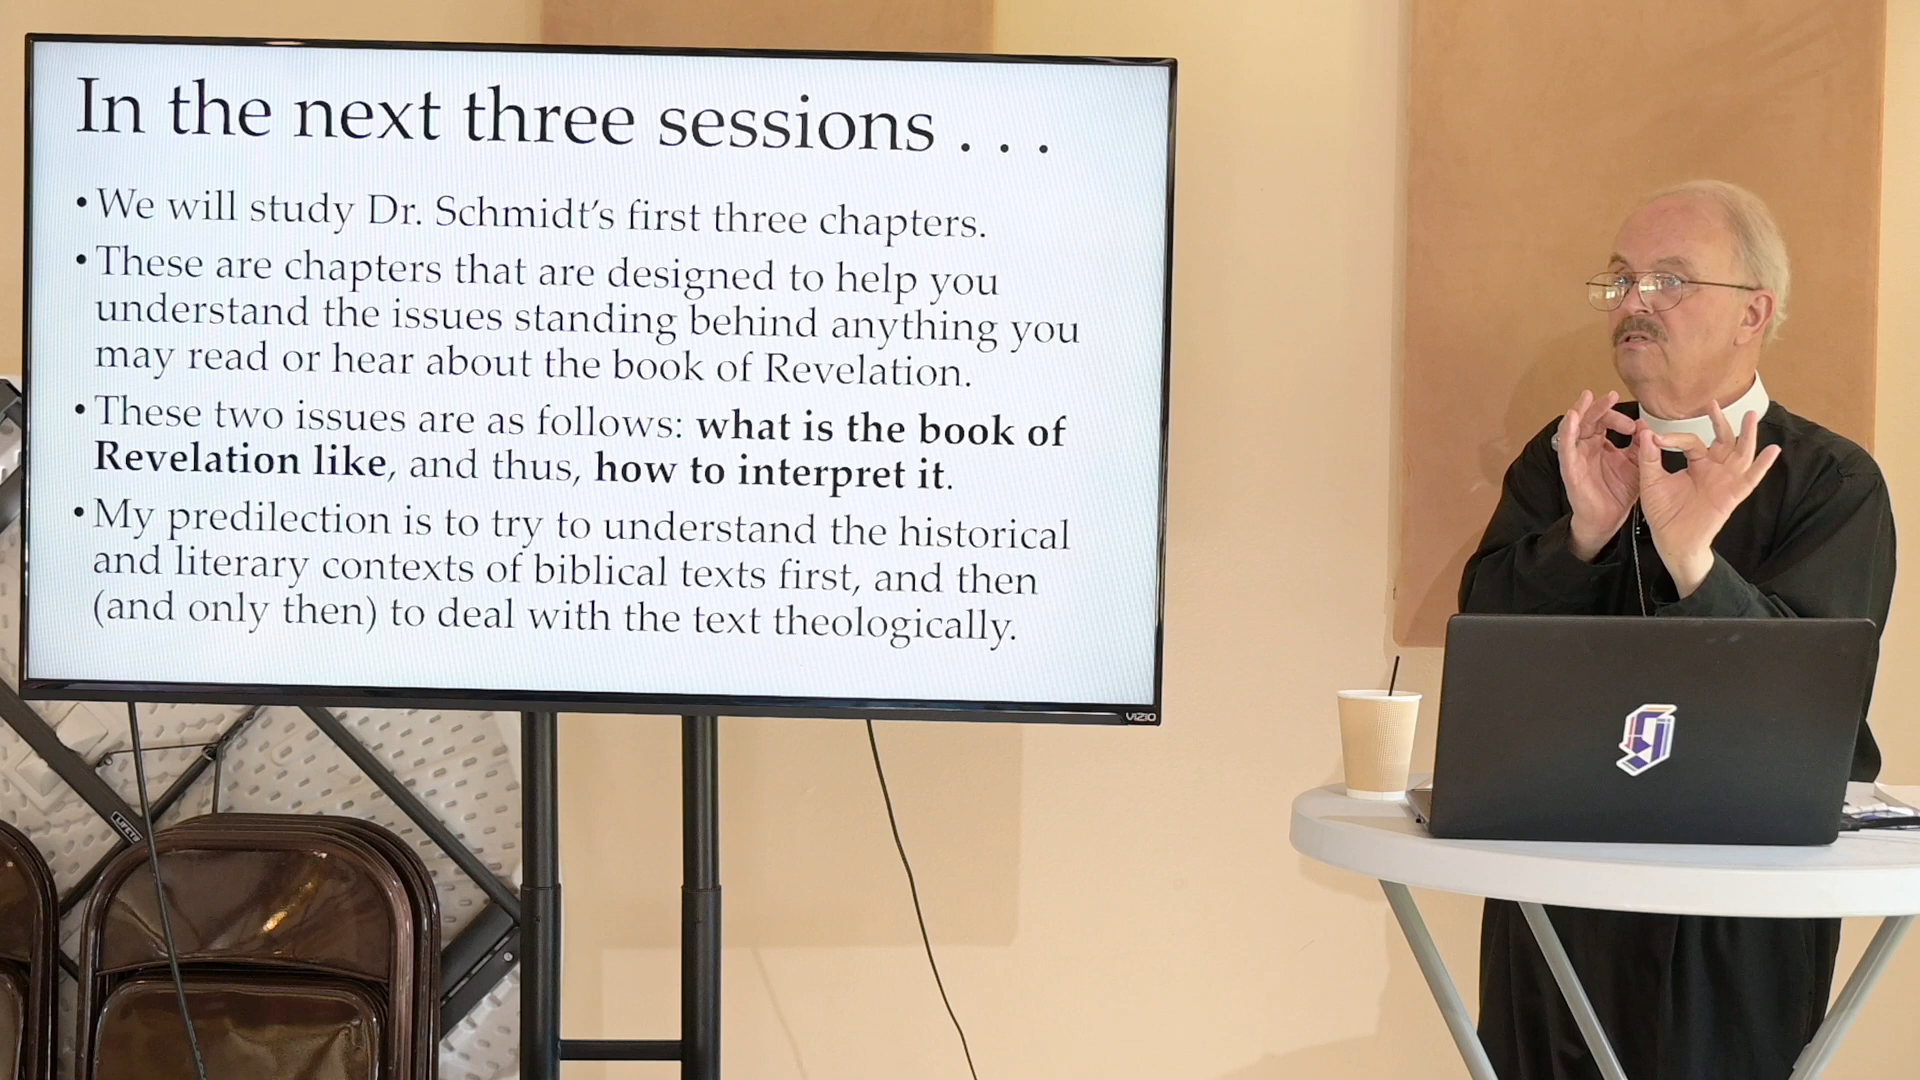 In the next three sessions . . .
• We will study Dr. Schmidt's first three chapters.
• These are chapters that are designed to help you
understand the issues standing behind anything you
may read or hear about the book of Revelation.
• These two issues are as follows: what is the book of
Revelation like, and thus, how to interpret it.
• My predilection is to try to understand the historical
and literary contexts of biblical texts first, and then
(and only then) to deal with the text theologically.
VIZIO
LIFETIME